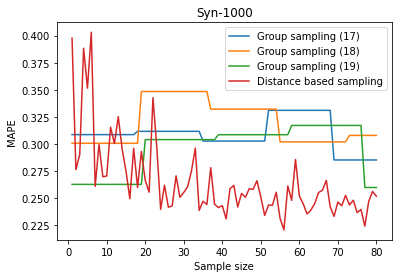 Syn-1000
Group sampling (17)
Group sampling (18)
Group sampling (19)
Distance based sampling
MAPE
0.400
0.375
0.350
0.325
0.300
0.275
0.250
0.225
0 10 20 30 40 50 60 70 80
Sample size